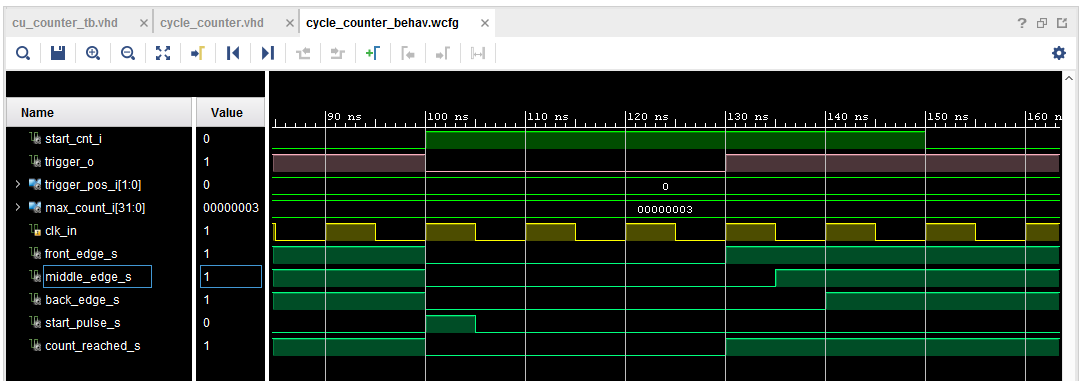 cu_counter_tb.vhd × cycle_counter.vhd × cycle_counter_behav.wcfg ×
?
Name Value
90 ns 100 ns 110 ns 120 ns 130 ns 140 ns 150 ns 160 n
start_cnt_i 0
trigger_o 1
trigger_pos_i[1:0] 0 0
max_count_i[31:0] 00000003 00000003
clk_in 1
front_edge_s 1
middle_edge_s 1
back_edge_s 1
start_pulse_s 0
count_reached_s 1